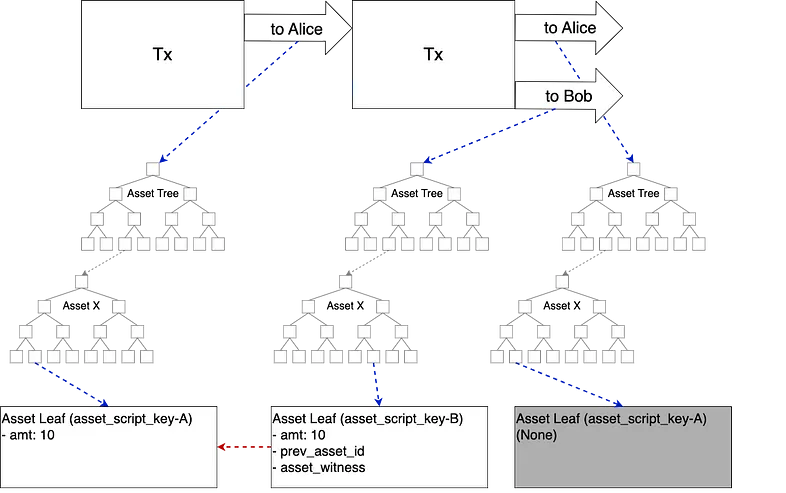 Tx
to Alice
Tx
to Alice
to Bob
Asset Tree
Asset Tree
Asset Tree
Asset X
Asset X
Asset X
Asset Leaf (asset_script_key-A)
- amt: 10
Asset Leaf (asset_script_key-B)
- amt: 10
- prev_asset_id
- asset_witness
Asset Leaf (asset_script_key-A)
(None)